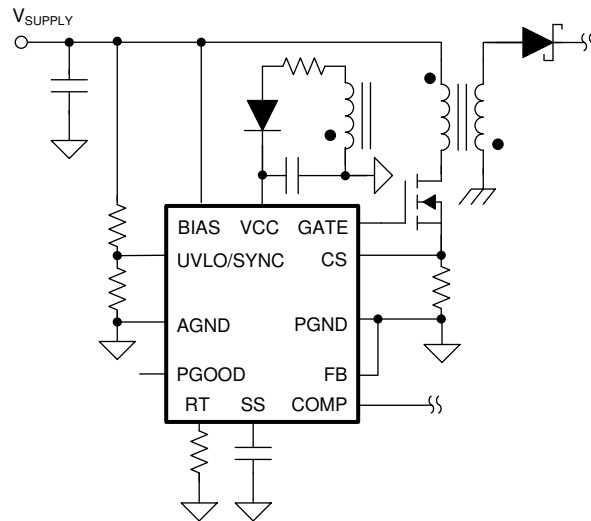 VSUPPLY
BIAS VCC GATE
UVLO/SYNC CS
AGND PGND
PGOOD FB
RT SS COMP